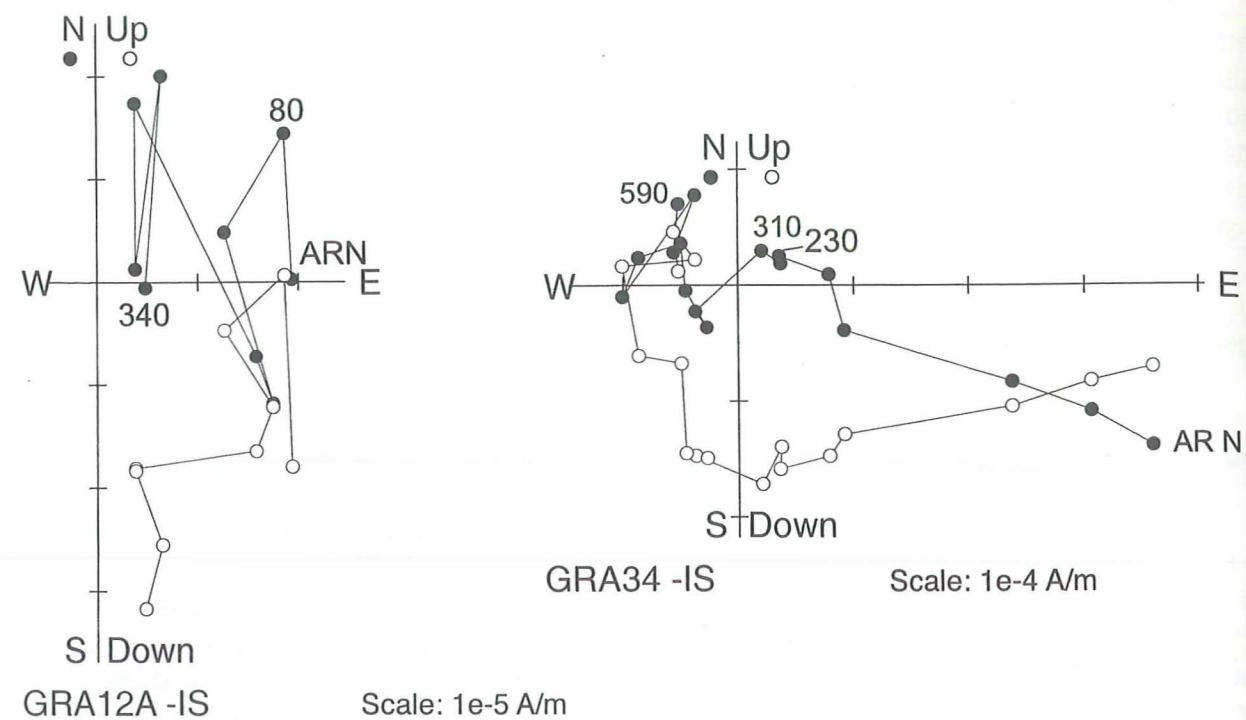 N Up
80
ARN
W E
340
S Down
GRA12A -IS Scale: 1e-5 A/m
N Up
590
310
230
W E
AR N
S Down
GRA34 -IS Scale: 1e-4 A/m